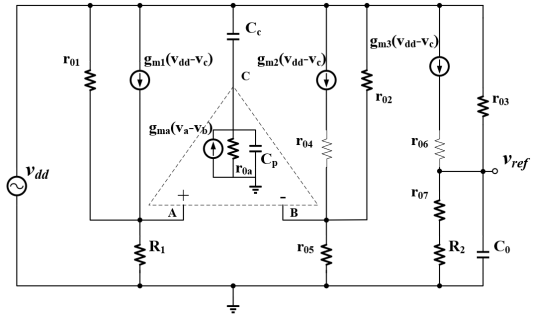 Cc
gm3(vdd-vc)
r01
gm1(vdd-vc)
gm2(vdd-vc)
C
r02
r03
gma(va-vb)
Cp
r04
r06
vref
vdd
r0a
r07
+
-
A
B
R1
r05
R2
C0